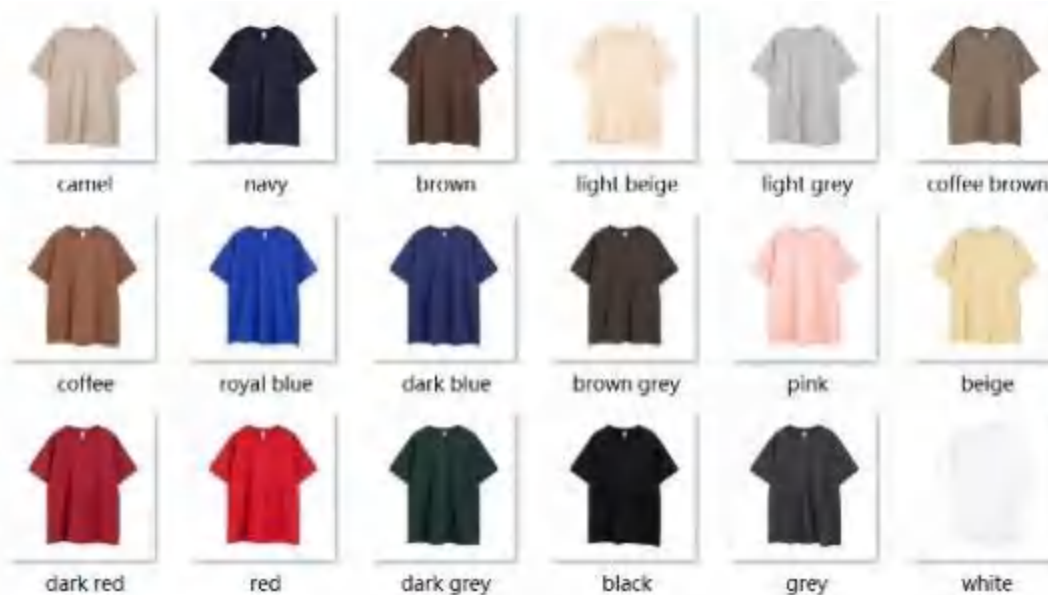 camel
navy
brown
light beige
light grey
coffee brown
coffee
royal blue
dark blue
brown grey
pink
beige
dark red
red
dark grey
black
grey
white